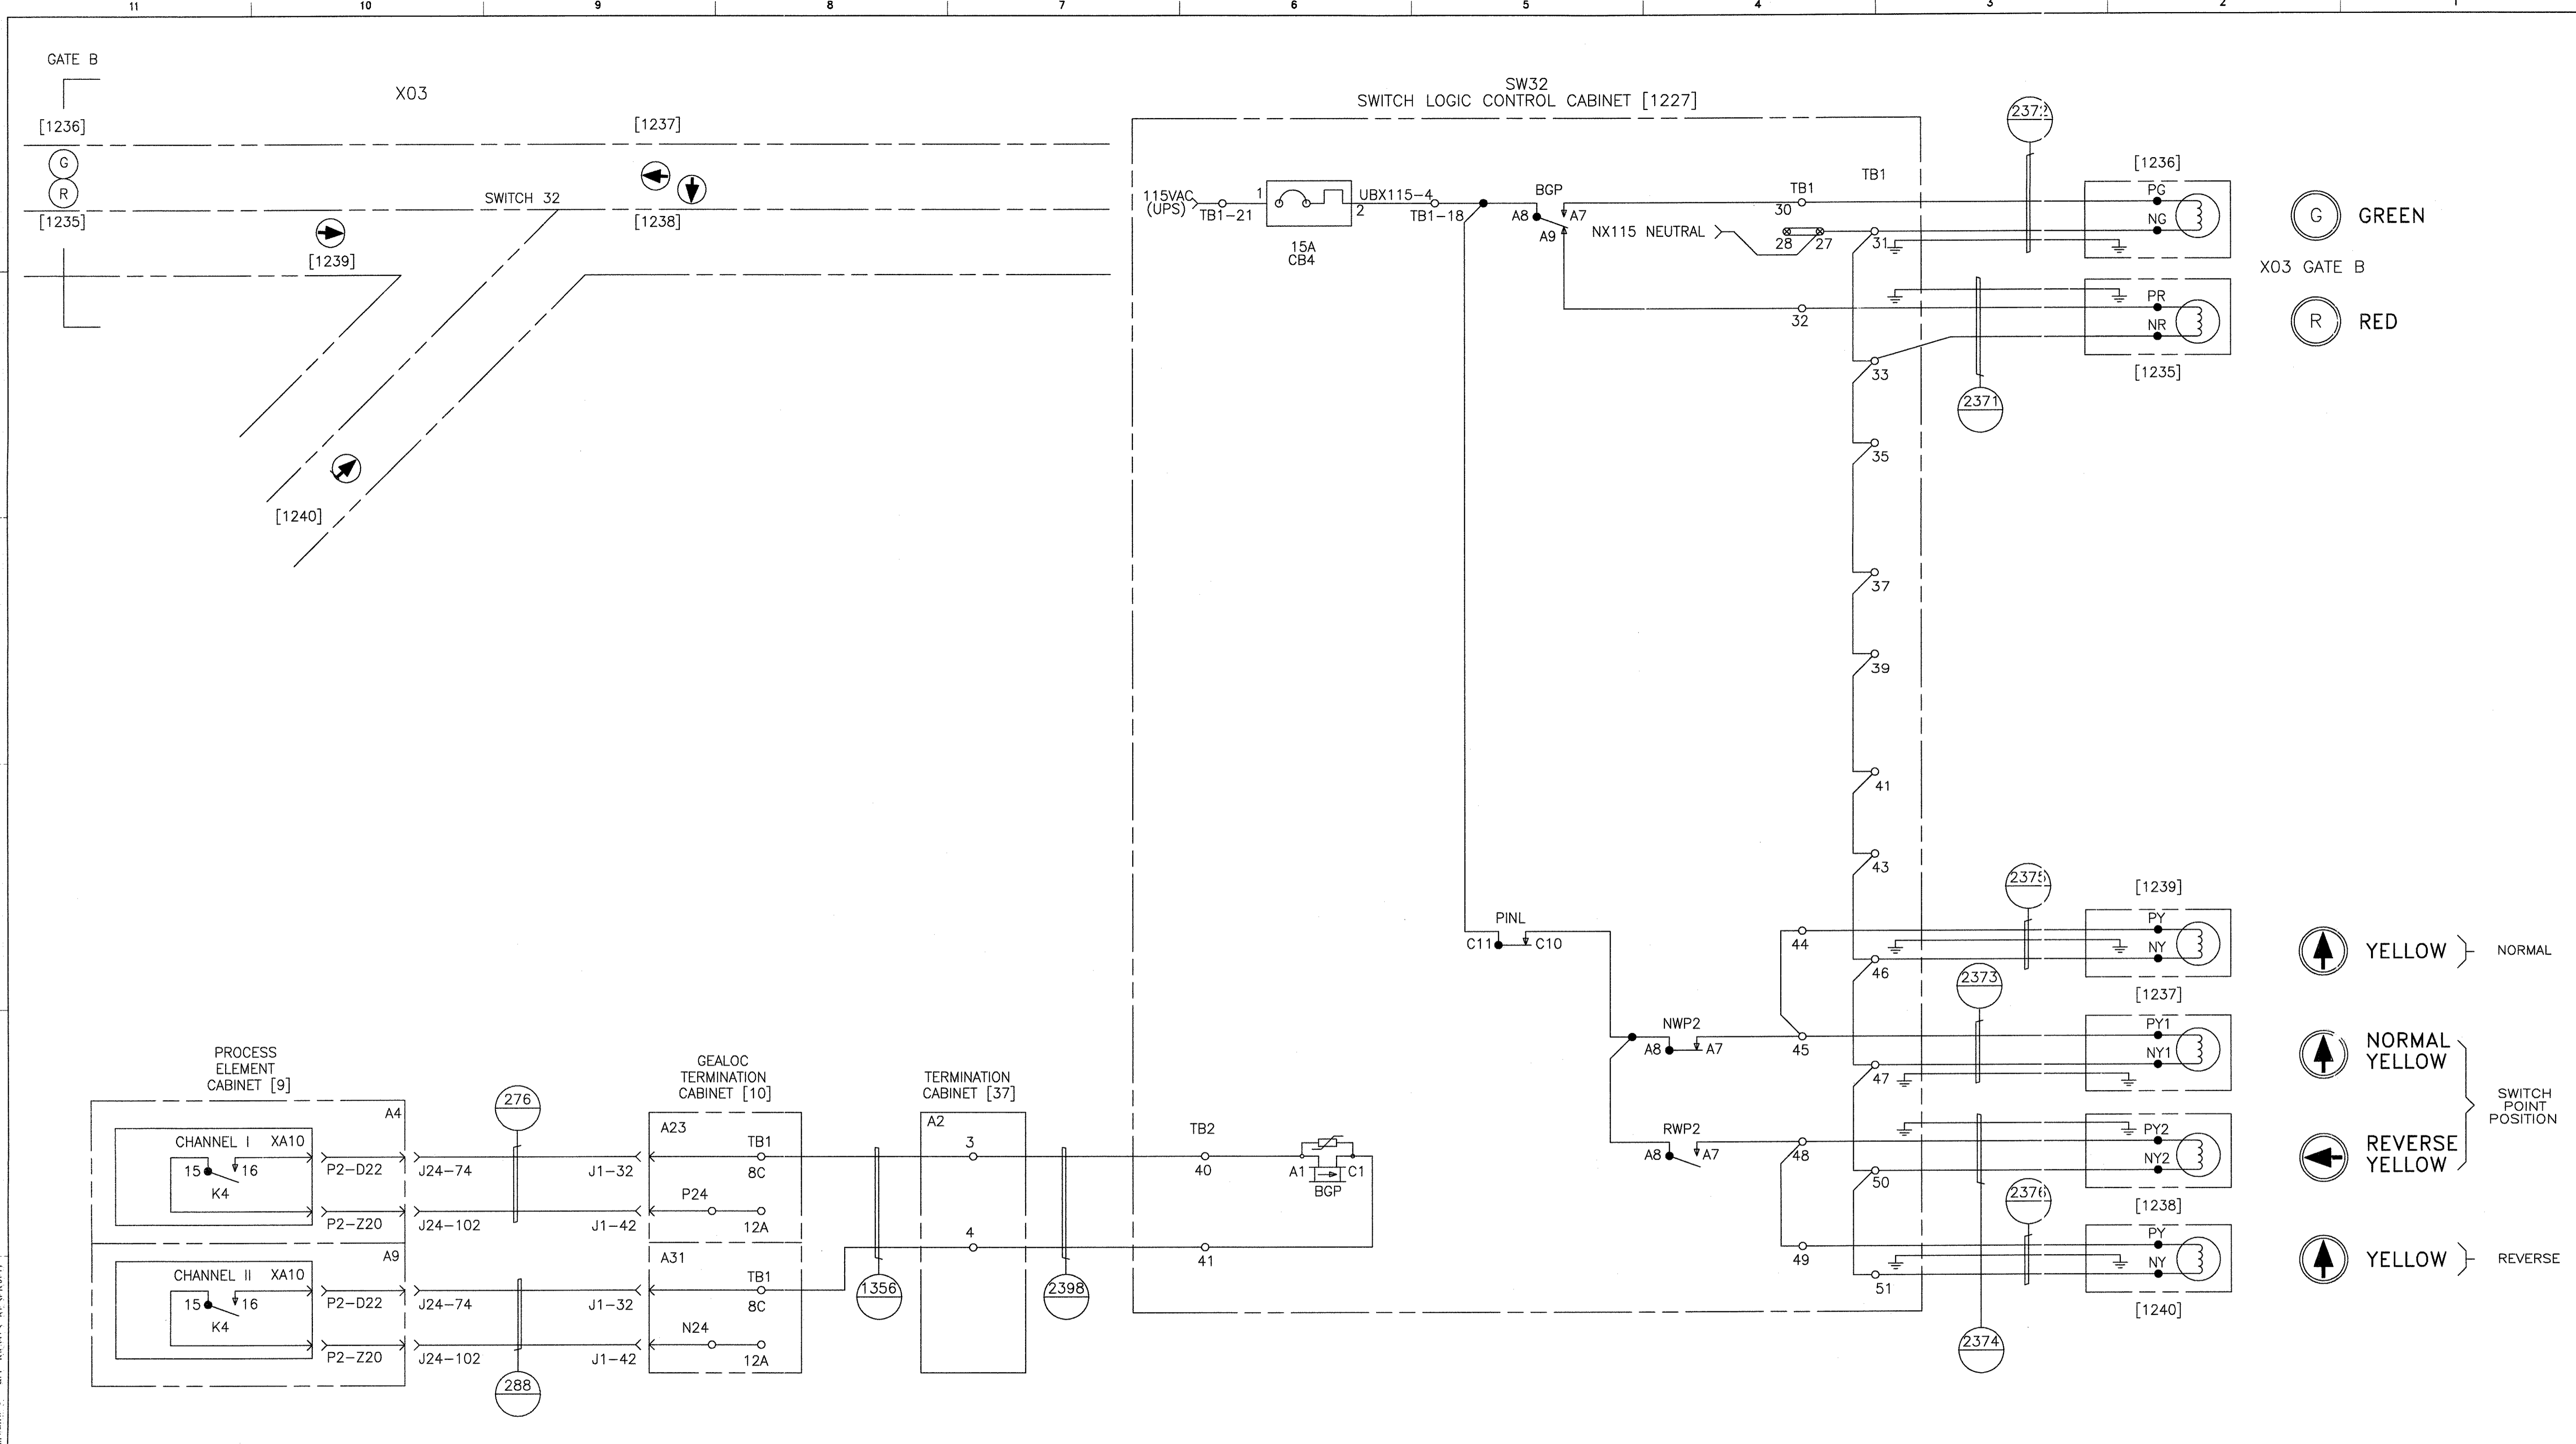 11 10 9 8 7 6 5 4 3 2 1
GATE B
X03
[1236]
[1237]
G
R
SWITCH 32
[1235]
[1238]
[1239]
[1240]
SW32
SWITCH LOGIC CONTROL CABINET [1227]
115VAC
(UPS)
TB1-21
1
2
15A
CB4
UBX115-4
TB1-18
BGP
A8
A7
A9
NX115 NEUTRAL
TB1
30
28
27
TB1
31
32
33
35
37
39
41
43
2372
[1236]
PG
NG
G
GREEN
X03 GATE B
PR
NR
R
RED
[1235]
2371
PINL
C11
C10
44
46
2375
[1239]
PY
NY
YELLOW
NORMAL
2373
[1237]
NWP2
A8
A7
45
47
PY1
NY1
NORMAL
YELLOW
SWITCH
POINT
POSITION
RWP2
A8
A7
48
50
PY2
NY2
REVERSE
YELLOW
2376
[1238]
49
51
PY
NY
YELLOW
REVERSE
[1240]
2374
PROCESS
ELEMENT
CABINET [9]
A4
CHANNEL I
XA10
15
16
K4
P2-D22
P2-Z20
J24-74
J24-102
276
J1-32
J1-42
GEALOC
TERMINATION
CABINET [10]
A23
TB1
8C
P24
12A
TERMINATION
CABINET [37]
A2
3
4
TB2
40
41
A1
C1
BGP
A9
CHANNEL II
XA10
15
16
K4
P2-D22
P2-Z20
J24-74
J24-102
288
J1-32
J1-42
A31
TB1
8C
N24
12A
1356
2398